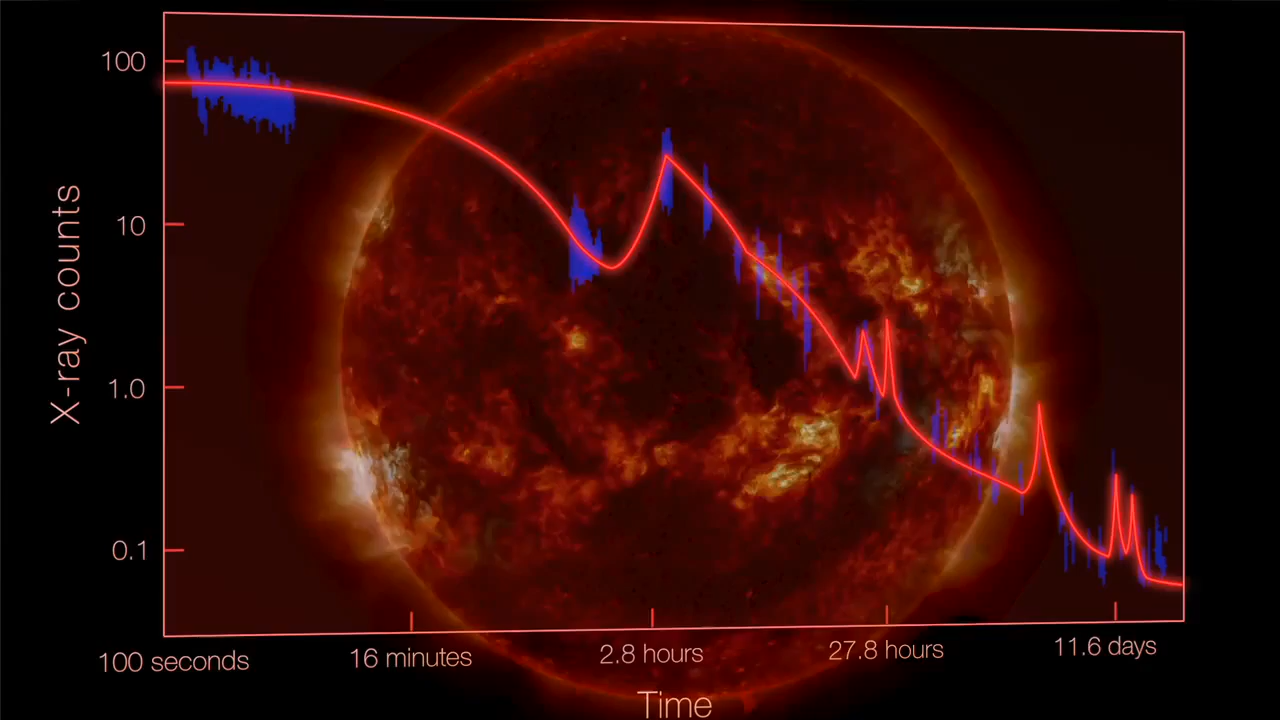 100
10
1.0
0.1
X-ray counts
100 seconds
16 minutes
2.8 hours
27.8 hours
11.6 days
Time